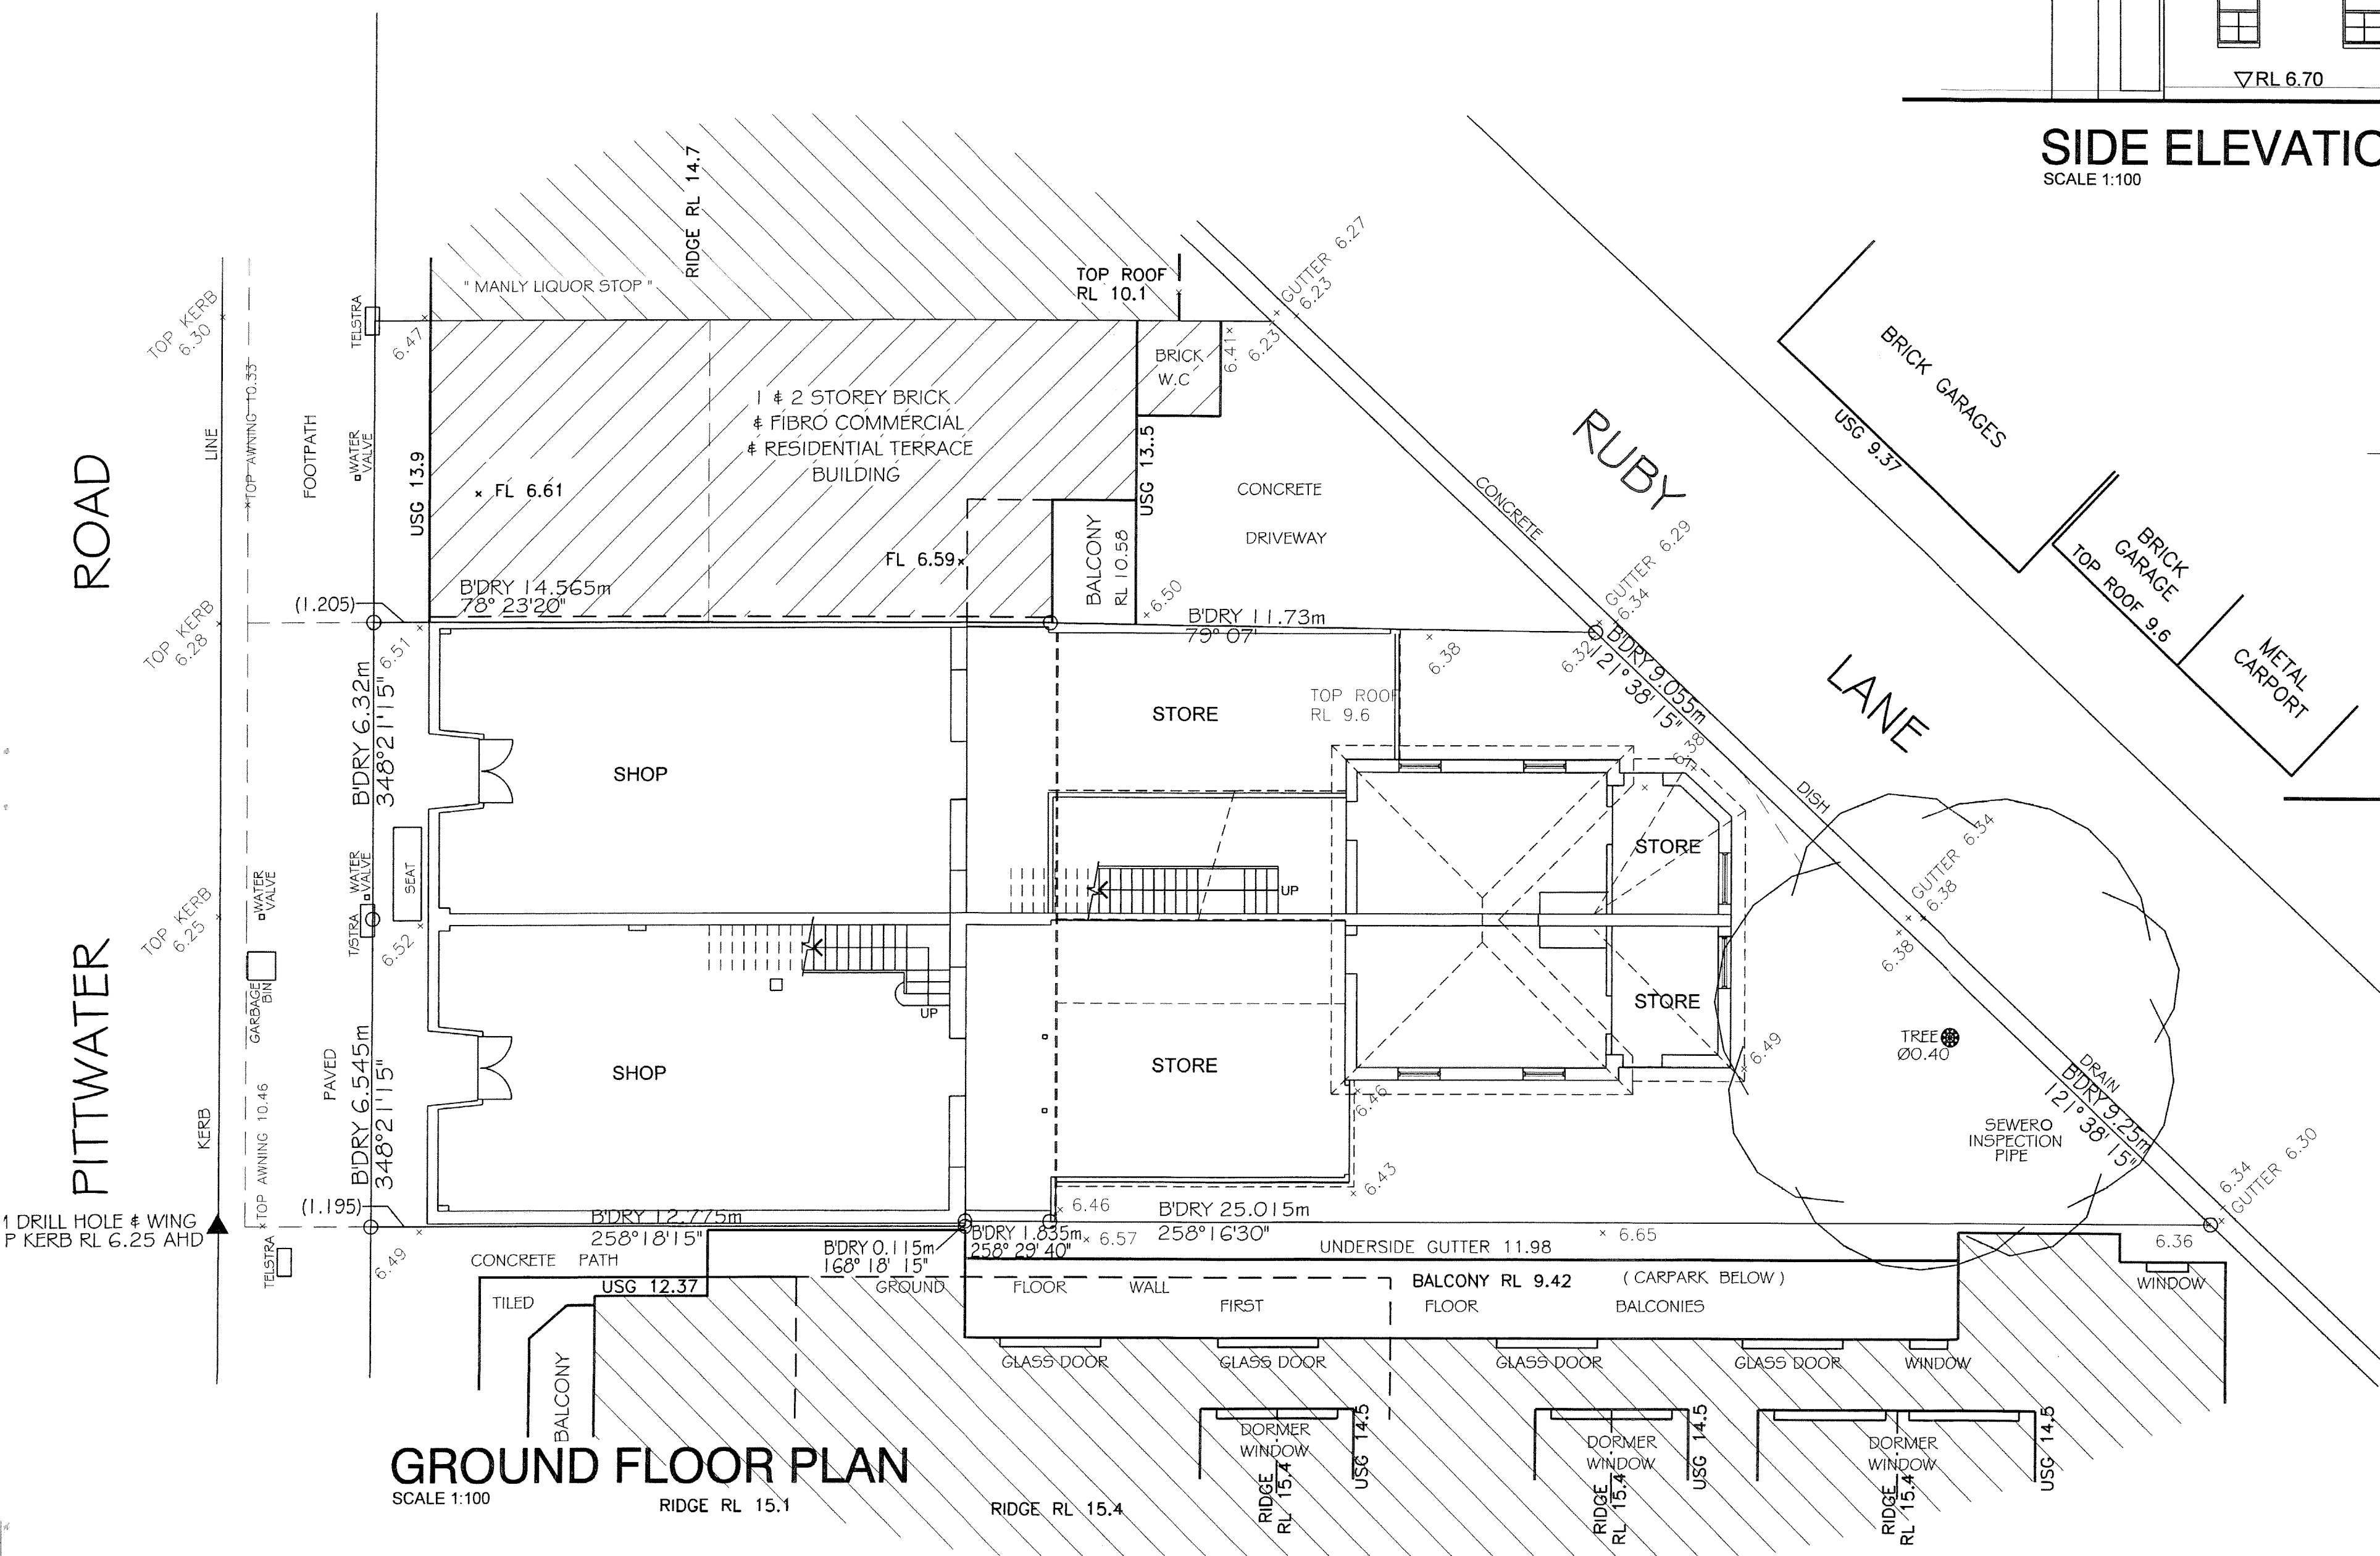 ▽RL 6.70
SIDE ELEVATIO
SCALE 1:100
RIDGE RL 14.7
" MANLY LIQUOR STOP "
TOP ROOF
RL 10.1
GUTTER 6.27
6.23
TOP KERB
6.30
TELSTRA
6.47
BRICK
W.C
6.41
6.23
BRICK GARAGES
USG 9.37
TOP AWNING 10.33
LINE
FOOTPATH
WATER
VALVE
USG 13.9
1 & 2 STOREY BRICK
& FIBRO COMMERCIAL
& RESIDENTIAL TERRACE
BUILDING
FL 6.61
FL 6.59
USG 13..5
CONCRETE
DRIVEWAY
BALCONY
RL 10.58
6.50
CONCRETE
RUBY
LANE
GUTTER 6.29
6.34
6.32
BRICK
GARAGE
TOP ROOF 9.6
METAL
CARPORT
ROAD
PITTWATER
(1.205)
B'DRY 14.565m
78° 23'20"
B'DRY 11.73m
79° 07'
6.38
B'DRY 9.055m
121° 38' 15"
TOP KERB
6.28
6.51
B'DRY 6.32m
348°21'15"
SHOP
STORE
TOP ROOF
RL 9.6
6.38
STORE
DISH
GUTTER 6.34
6.38
6.38
TOP KERB
6.25
WATER
VALVE
WATER
VALVE
SEAT
T/STRA
6.52
UP
UP
GARBAGE
BIN
SHOP
STORE
STORE
6.49
6.46
6.43
TREE
Ø0.40
DRAIN
B'DRY 9.25m
121° 38' 15"
SEWERO
INSPECTION
PIPE
6.34
GUTTER 6.30
PAVED
B'DRY 6.545m
348°21'15"
TOP AWNING 10.46
KERB
(1.195)
DRILL HOLE & WING
P KERB RL 6.25 AHD
TELSTRA
6.49
B'DRY 12.775m
258°18'15"
6.46
B'DRY 25.015m
258°16'30"
B'DRY 1.835m
258° 29' 40"
6.57
B'DRY 0.115m
168° 18' 15"
6.65
6.36
CONCRETE PATH
UNDERSIDE GUTTER 11.98
TILED
USG 12.37
GROUND FLOOR WALL
BALCONY RL 9.42 ( CARPARK BELOW )
FIRST FLOOR BALCONIES
WINDOW
BALCONY
GLASS DOOR
GLASS DOOR
GLASS DOOR
GLASS DOOR
WINDOW
DORMER
WINDOW
RIDGE
RL 15.4
USG 14.5
DORMER
WINDOW
RIDGE
RL 15.4
USG 14.5
DORMER
WINDOW
RIDGE
RL 15.4
USG 14.5
GROUND FLOOR PLAN
SCALE 1:100
RIDGE RL 15.1
RIDGE RL 15.4